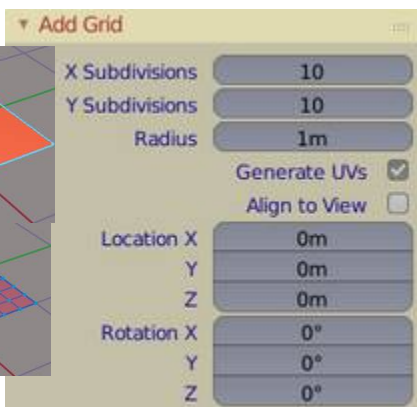 Add Grid
X Subdivisions 10
Y Subdivisions 10
Radius 1m
Generate UVs
Align to View
Location X 0m
Y 0m
Z 0m
Rotation X 0°
Y 0°
Z 0°